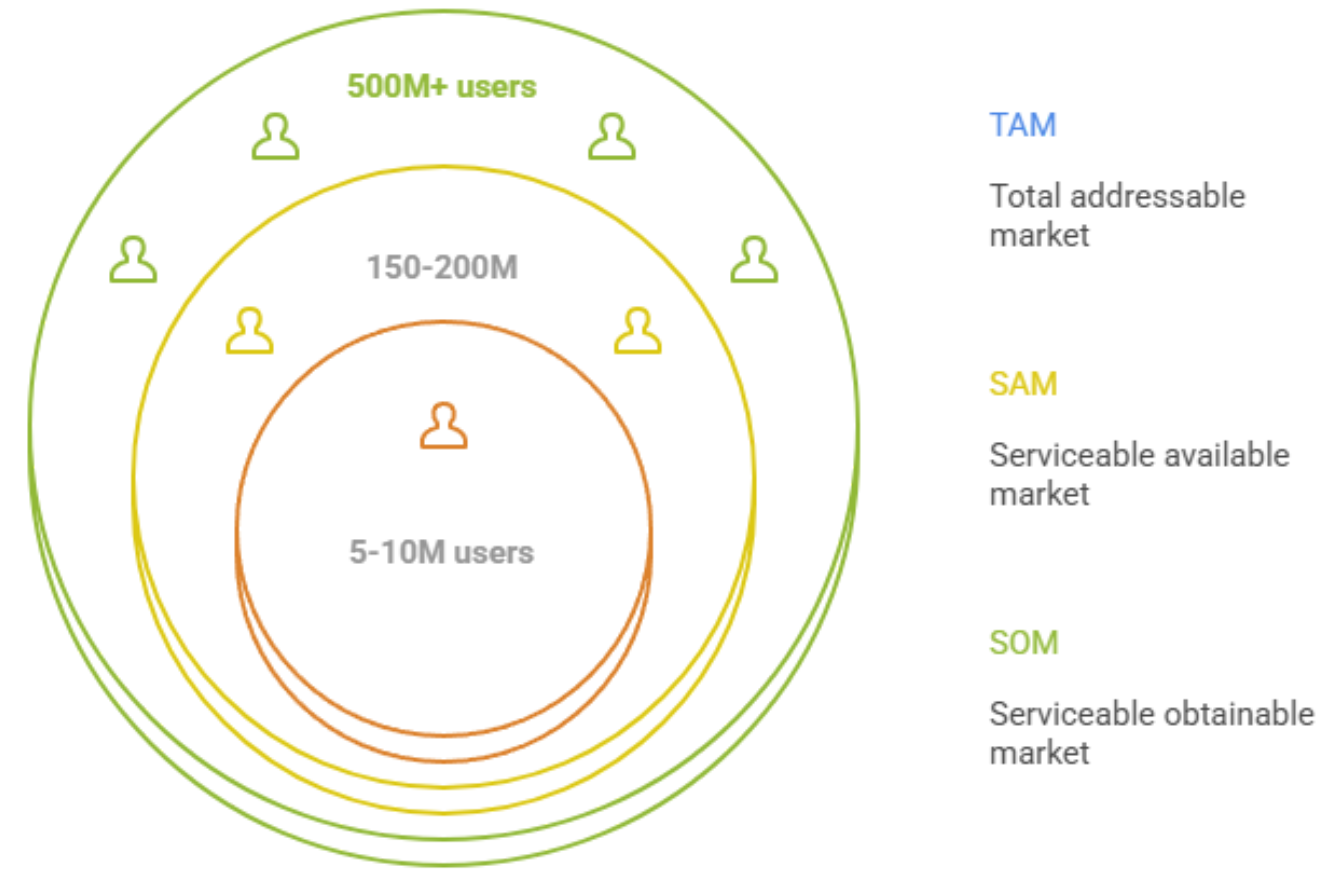 500M+ users
150-200M
5-10M users
TAM
Total addressable
market
SAM
Serviceable available
market
SOM
Serviceable obtainable
market